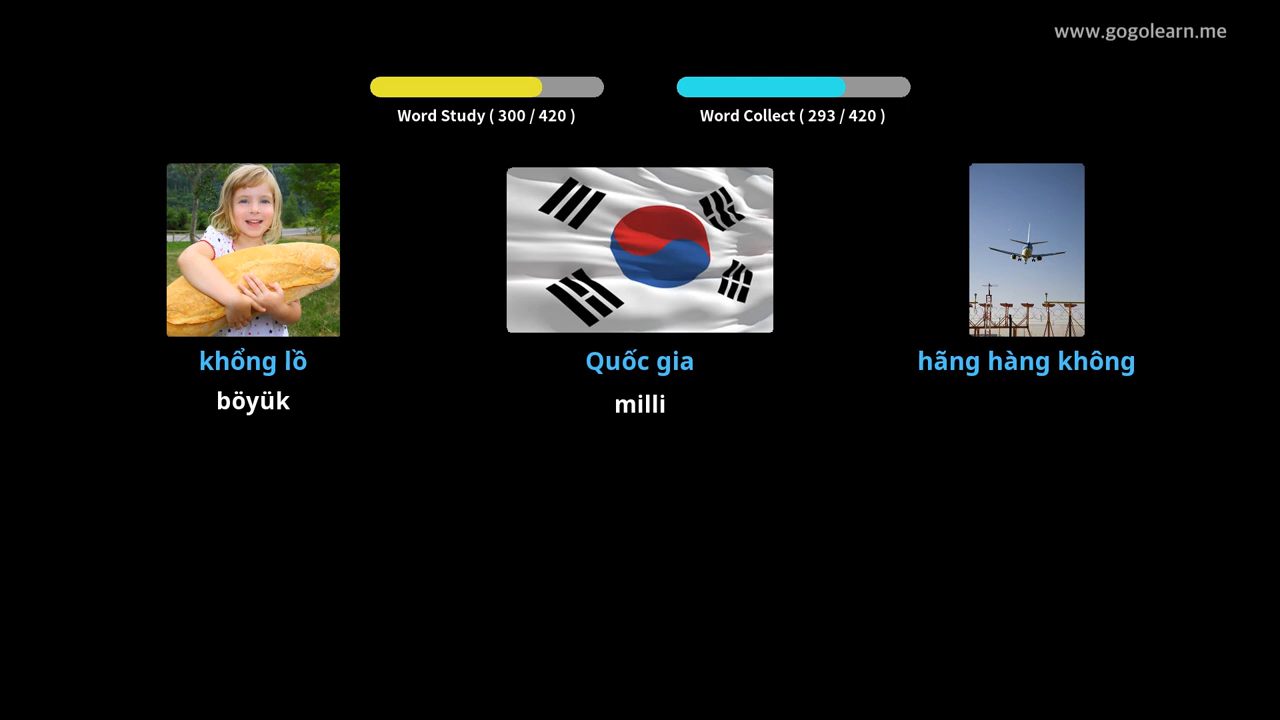 www.gogolearn.me
Word Study ( 300 / 420 )
Word Collect ( 293 / 420 )
khổng lồ
böyük
Quốc gia
milli
hãng hàng không